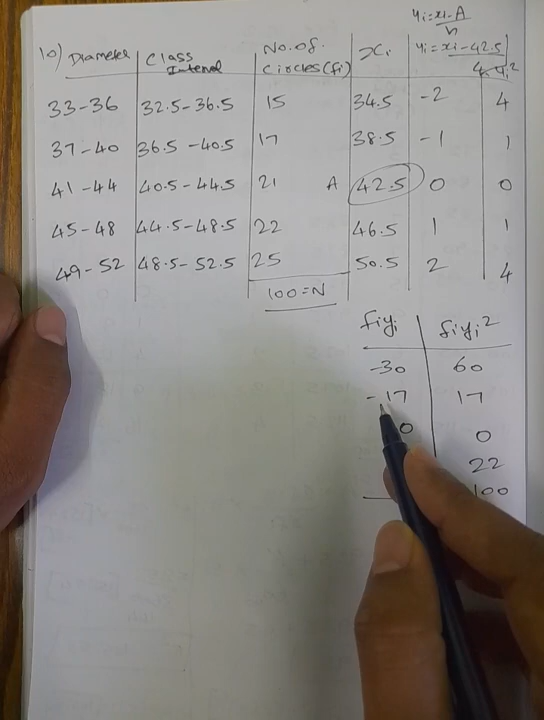 yi=xi-A
h
10) Diameter Class Interval No. of. Circles(fi) xi yi=xi-42.5 yi²
4
33-36 32.5-36.5 15 34.5 -2 4
37-40 36.5-40.5 17 38.5 -1 1
41-44 40.5-44.5 21 A 42.5 0 0
45-48 44.5-48.5 22 46.5 1 1
49-52 48.5-52.5 25 50.5 2 4
100=N
fiyi fiyi²
-30 60
-17 17
0 0
22
100